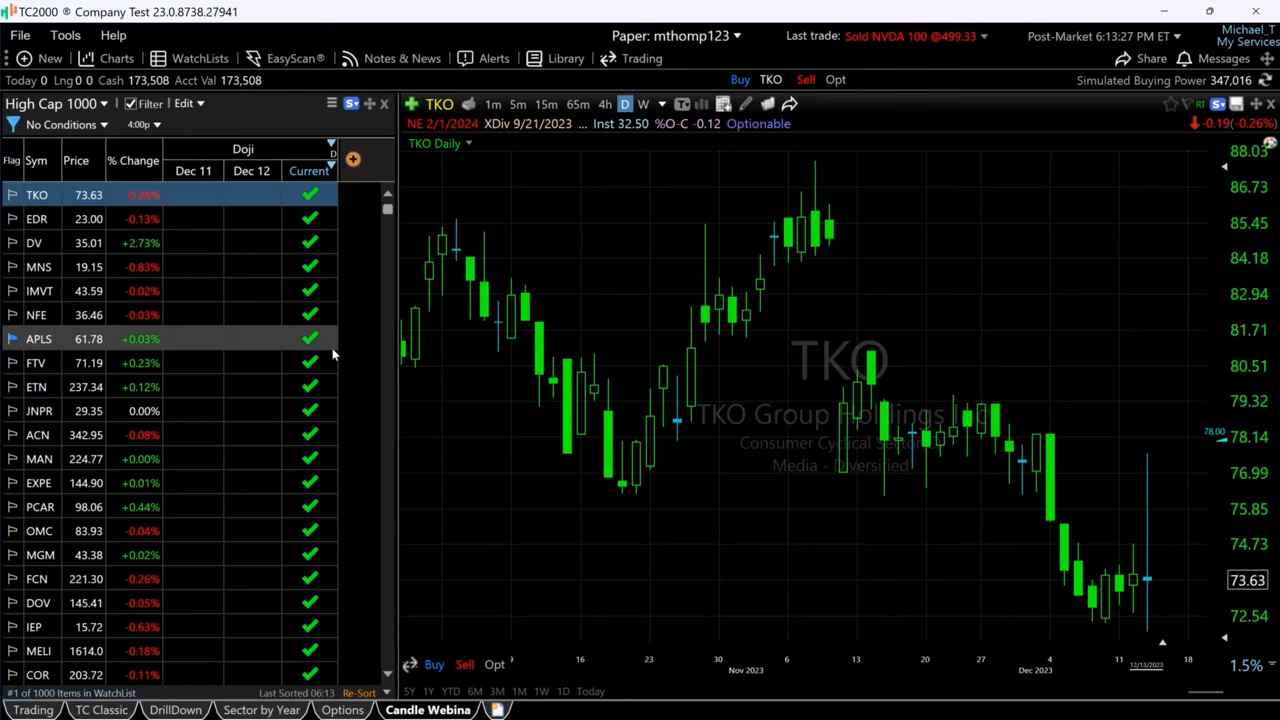 TC2000 ® Company Test 23.0.8738.27941
File Tools Help Paper: mthomp123 Last trade: Sold NVDA 100 @499.33 Post-Market 6:13:27 PM ET Michael_T
My Services
New Charts WatchLists EasyScan® Notes & News Alerts Library Trading Share Messages
Today 0 Lng 0 0 Cash 173,508 Acct Val 173,508 Buy TKO Sell Opt Simulated Buying Power 347,016
High Cap 1000 Filter Edit S TKO 1m 5m 15m 65m 4h D W RT S
No Conditions 4:00p NE 2/1/2024 XDiv 9/21/2023 ... Inst 32.50 %O-C -0.12 Optionable -0.19(-0.26%)
TKO Daily
Flag Sym Price % Change Doji D
Dec 11 Dec 12 Current
TKO 73.63 -0.26%
EDR 23.00 -0.13%
DV 35.01 +2.73%
MNS 19.15 -0.83%
IMVT 43.59 -0.02%
NFE 36.46 -0.03%
APLS 61.78 +0.03%
FTV 71.19 +0.23%
ETN 237.34 +0.12%
JNPR 29.35 0.00%
ACN 342.95 -0.08%
MAN 224.77 +0.00%
EXPE 144.90 +0.01%
PCAR 98.06 +0.44%
OMC 83.93 -0.04%
MGM 43.38 +0.02%
FCN 221.30 -0.26%
DOV 145.41 -0.05%
IEP 15.72 -0.63%
MELI 1614.0 -0.18%
COR 203.72 -0.11%
#1 of 1000 Items in WatchList Last Sorted 06:13 Re-Sort
TKO
TKO Group Holdings
Consumer Cyclical Sector
Media - Diversified
88.03
86.73
85.45
84.18
82.94
81.71
80.51
79.32
78.00
78.14
76.99
75.85
74.73
73.63
72.54
1.5%
Buy Sell Opt
16 23 6 13 20 27 4 11 12/13/2023 18
Nov 2023 Dec 2023
5Y 1Y YTD 6M 3M 1M 1W 1D Today
Trading TC Classic DrillDown Sector by Year Options Candle Webina